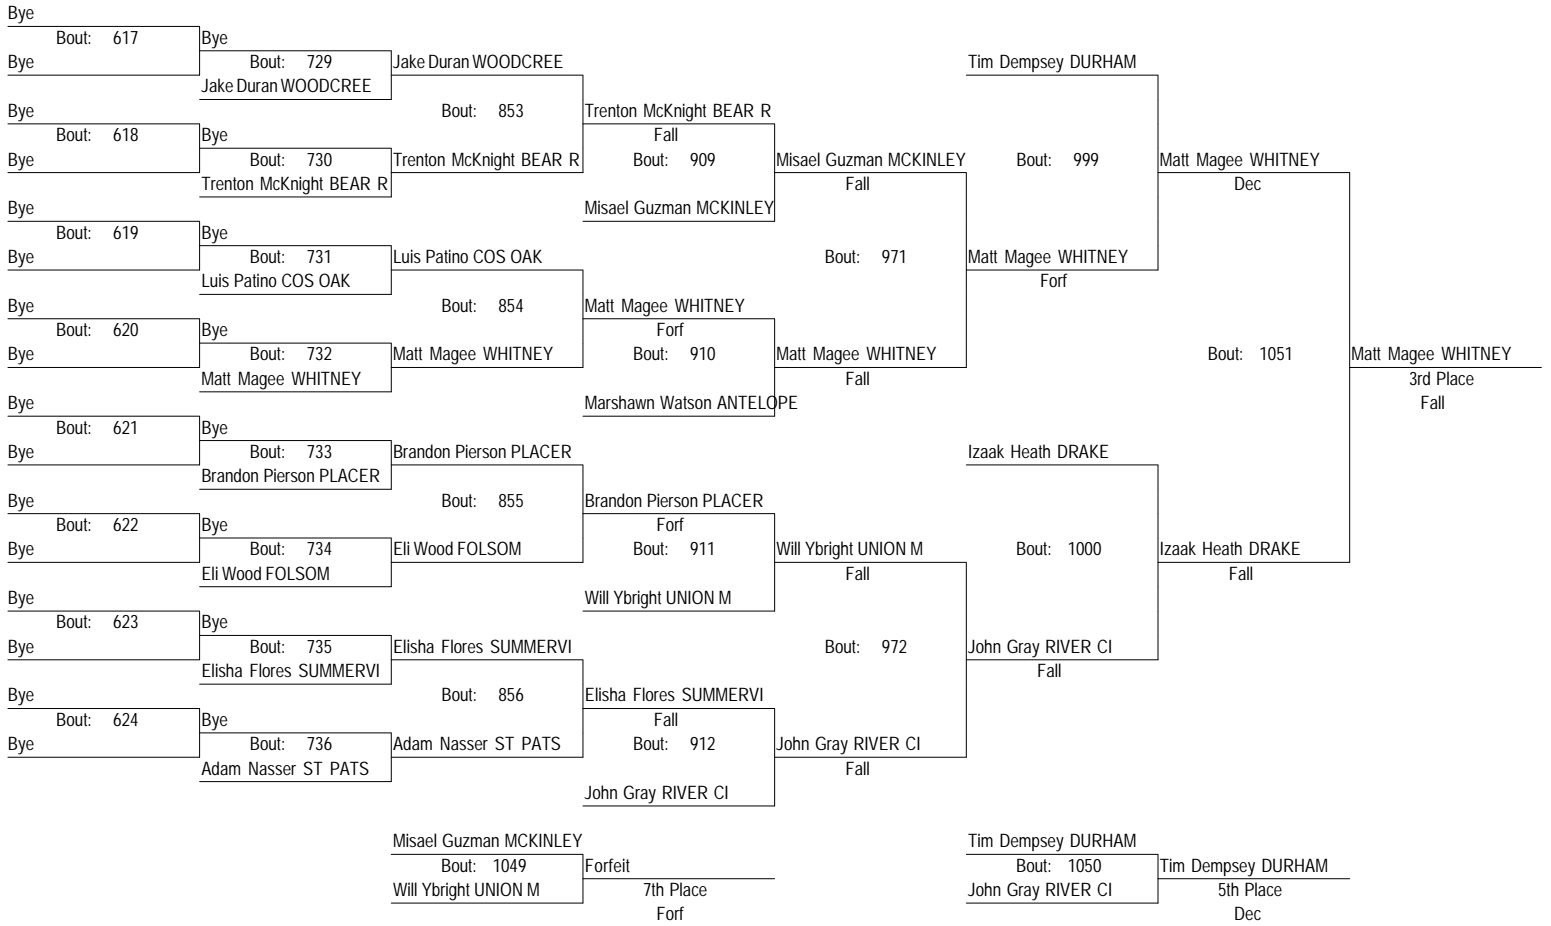 Bye
Bout: 617 Bye
Bye Bout: 729 Jake Duran WOODCREE Tim Dempsey DURHAM
Jake Duran WOODCREE
Bye Bout: 853 Trenton McKnight BEAR R
Bout: 618 Bye Fall
Bye Bout: 730 Trenton McKnight BEAR R Bout: 909 Misael Guzman MCKINLEY Bout: 999 Matt Magee WHITNEY
Trenton McKnight BEAR R Fall Dec
Bye Misael Guzman MCKINLEY
Bout: 619 Bye
Bye Bout: 731 Luis Patino COS OAK Bout: 971 Matt Magee WHITNEY
Luis Patino COS OAK Forf
Bye Bout: 854 Matt Magee WHITNEY
Bout: 620 Bye Forf
Bye Bout: 732 Matt Magee WHITNEY Bout: 910 Matt Magee WHITNEY Bout: 1051 Matt Magee WHITNEY
Matt Magee WHITNEY Fall 3rd Place
Bye Marshawn Watson ANTELOPE Fall
Bout: 621 Bye
Bye Bout: 733 Brandon Pierson PLACER Izaak Heath DRAKE
Brandon Pierson PLACER
Bye Bout: 855 Brandon Pierson PLACER
Bout: 622 Bye Forf
Bye Bout: 734 Eli Wood FOLSOM Bout: 911 Will Ybright UNION M Bout: 1000 Izaak Heath DRAKE
Eli Wood FOLSOM Fall Fall
Bye Will Ybright UNION M
Bout: 623 Bye
Bye Bout: 735 Elisha Flores SUMMERVI Bout: 972 John Gray RIVER CI
Elisha Flores SUMMERVI Fall
Bye Bout: 856 Elisha Flores SUMMERVI
Bout: 624 Bye Fall
Bye Bout: 736 Adam Nasser ST PATS Bout: 912 John Gray RIVER CI
Adam Nasser ST PATS Fall
John Gray RIVER CI
Misael Guzman MCKINLEY Tim Dempsey DURHAM
Bout: 1049 Forfeit Bout: 1050 Tim Dempsey DURHAM
Will Ybright UNION M 7th Place John Gray RIVER CI 5th Place
Forf Dec